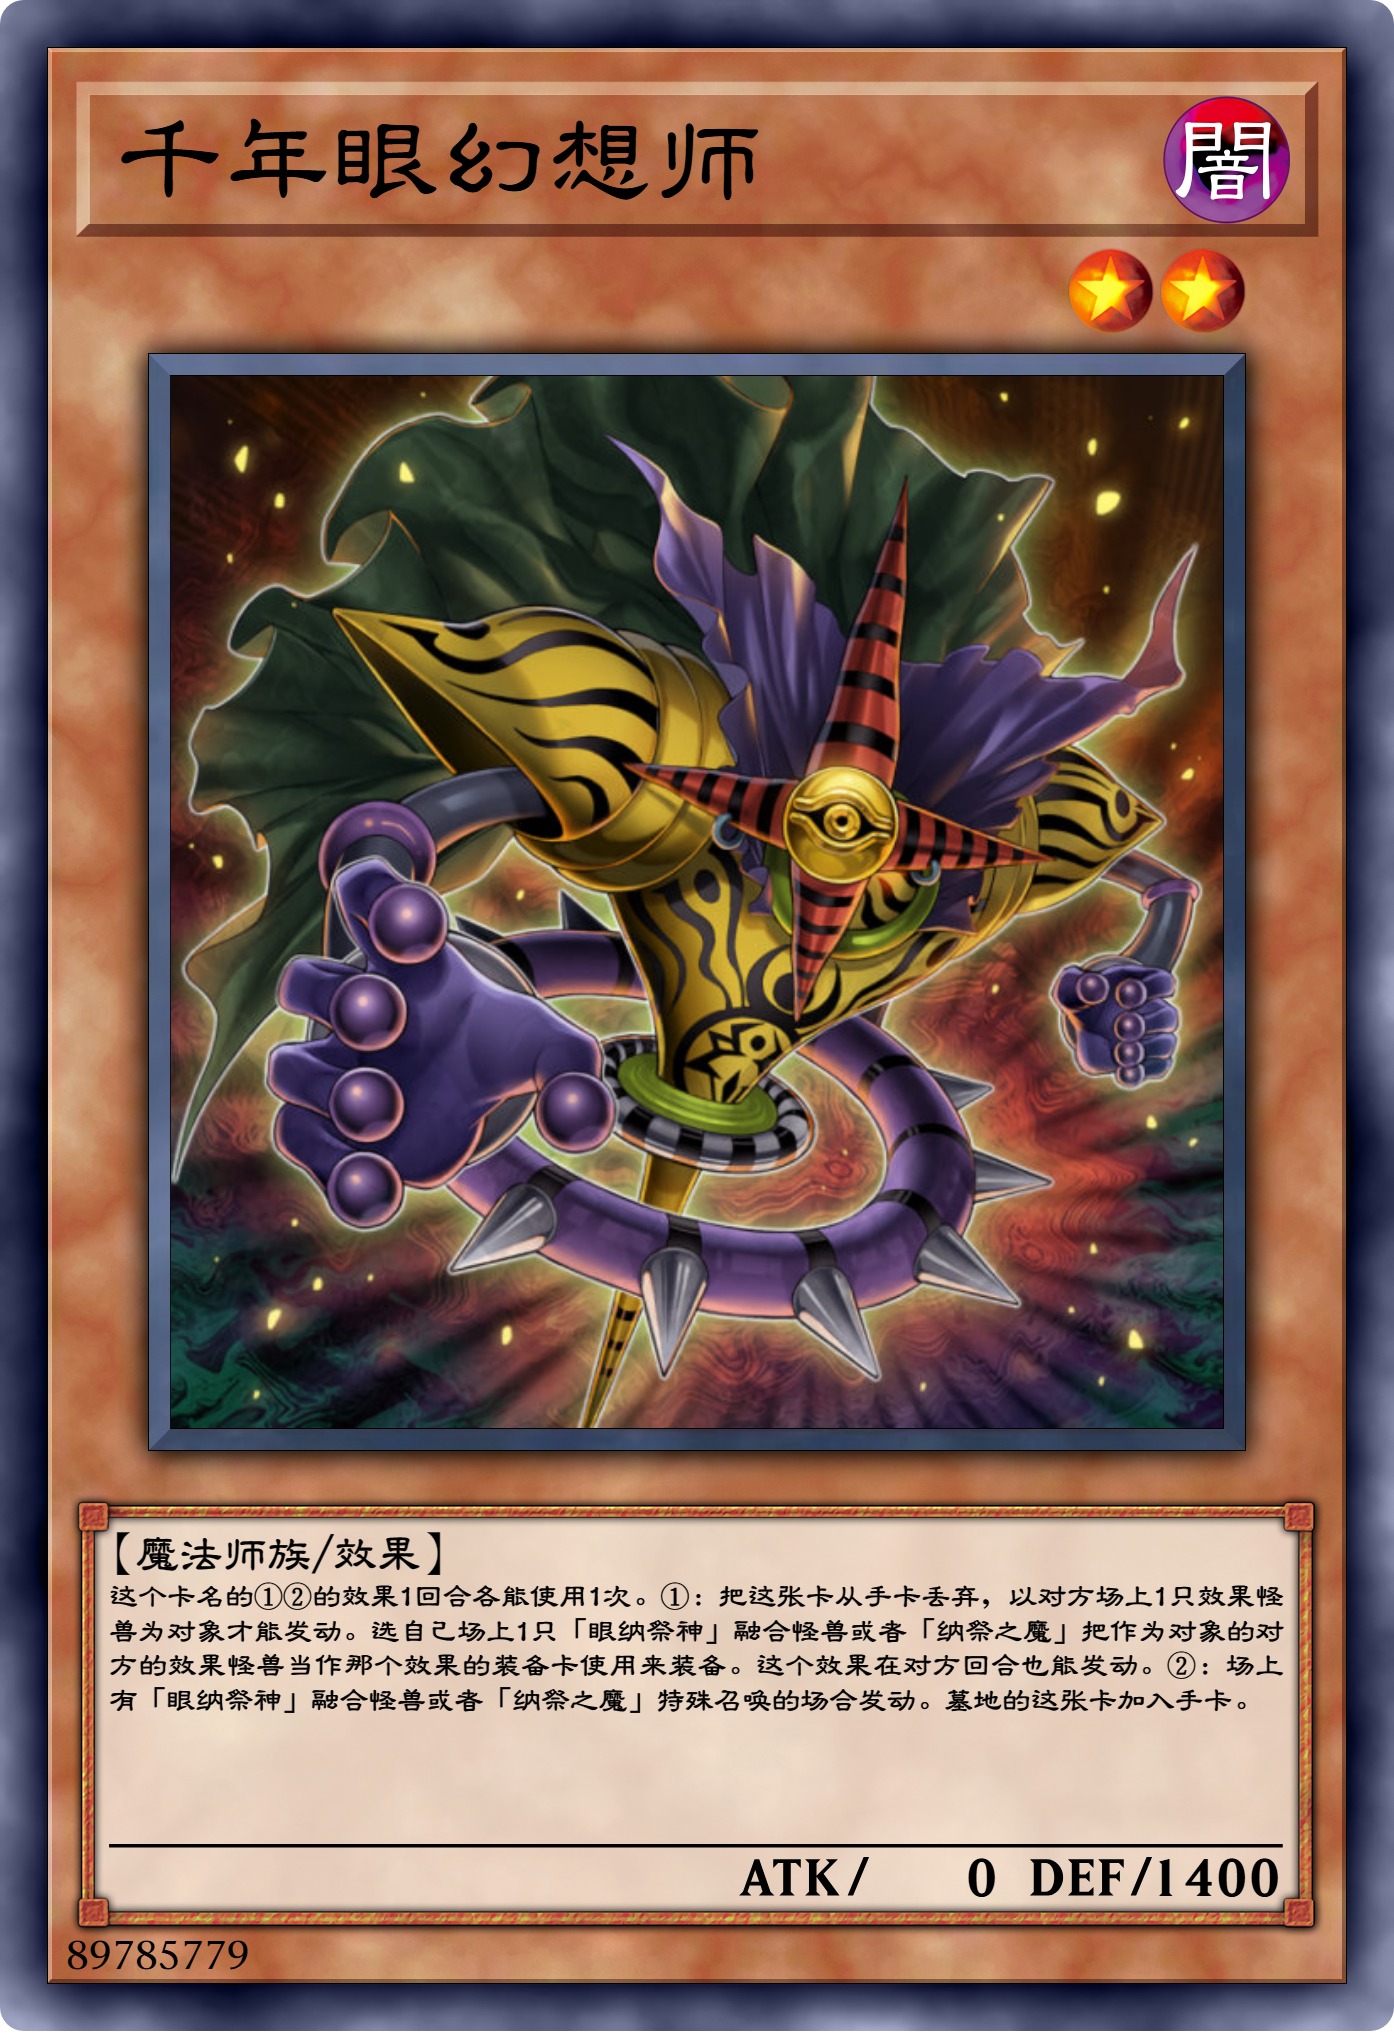 千年眼幻想师
闇
【魔法师族/效果】
这个卡名的①②的效果1回合各能使用1次。①：把这张卡从手卡丢弃，以对方场上1只效果怪
兽为对象才能发动。选自己场上1只「眼纳祭神」融合怪兽或者「纳祭之魔」把作为对象的对
方的效果怪兽当作那个效果的装备卡使用来装备。这个效果在对方回合也能发动。②：场上
有「眼纳祭神」融合怪兽或者「纳祭之魔」特殊召唤的场合发动。墓地的这张卡加入手卡。
ATK/ 0 DEF/1400
89785779